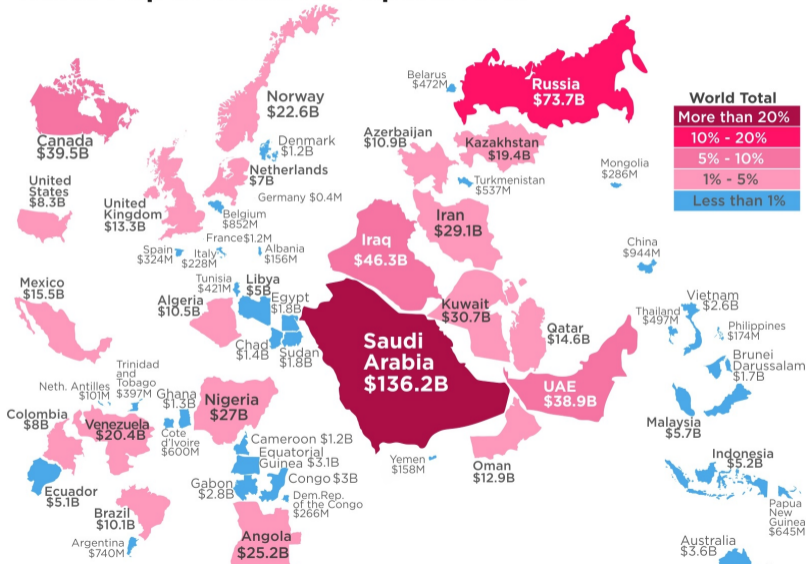 Belarus
$472M
Russia
$73.7B
World Total
More than 20%
10% - 20%
5% - 10%
1% - 5%
Less than 1%
Canada
$39.5B
Norway
$22.6B
Denmark
$1.2B
Netherlands
$7B
Germany $0.4M
United
States
$8.3B
United
Kingdom
$13.3B
Belgium
$852M
France$1.2M
Spain
$324M
Italy
$228M
Albania
$156M
Azerbaijan
$10.9B
Kazakhstan
$19.4B
Turkmenistan
$537M
Mongolia
$286M
Iran
$29.1B
Iraq
$46.3B
China
$944M
Mexico
$15.5B
Tunisia
$421M
Libya
$5B
Algeria
$10.5B
Egypt
$1.8B
Chad
$1.4B
Sudan
$1.8B
Kuwait
$30.7B
Qatar
$14.6B
Saudi
Arabia
$136.2B
UAE
$38.9B
Vietnam
$2.6B
Thailand
$497M
Philippines
$174M
Brunei
Darussalam
$1.7B
Malaysia
$5.7B
Trinidad
and
Tobago
$397M
Neth. Antilles
$101M
Ghana
$1.3B
Nigeria
$27B
Colombia
$8B
Venezuela
$20.4B
Cote
d'Ivoire
$600M
Cameroon $1.2B
Equatorial
Guinea $3.1B
Gabon
$2.8B
Congo $3B
Dem.Rep.
of the Congo
$266M
Yemen
$158M
Oman
$12.9B
Indonesia
$5.2B
Papua
New
Guinea
$645M
Ecuador
$5.1B
Brazil
$10.1B
Argentina
$740M
Angola
$25.2B
Australia
$3.6B